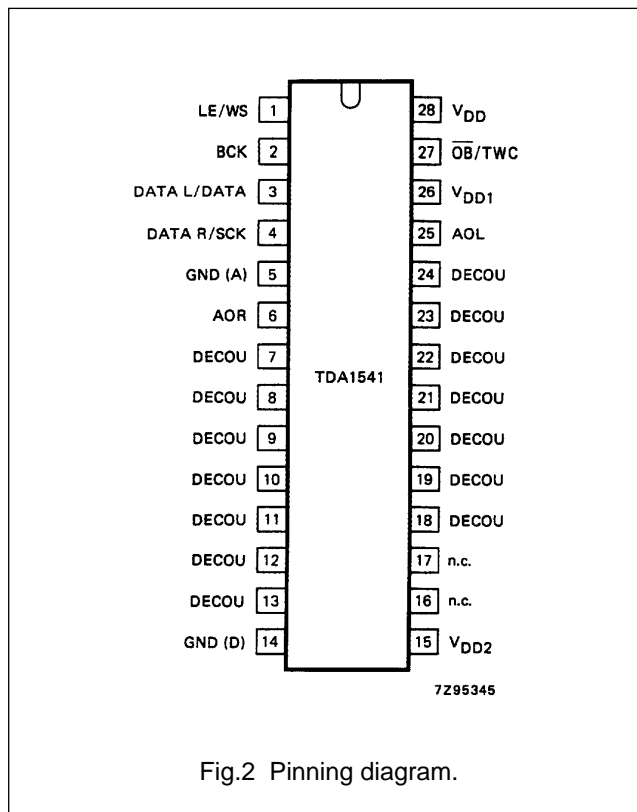 LE/WS 1 28 VDD
BCK 2 27 O̅B̅/TWC
DATA L/DATA 3 26 VDD1
DATA R/SCK 4 25 AOL
GND (A) 5 24 DECOU
AOR 6 23 DECOU
DECOU 7 22 DECOU
TDA1541
DECOU 8 21 DECOU
DECOU 9 20 DECOU
DECOU 10 19 DECOU
DECOU 11 18 DECOU
DECOU 12 17 n.c.
DECOU 13 16 n.c.
GND (D) 14 15 VDD2
7Z95345
Fig.2 Pinning diagram.